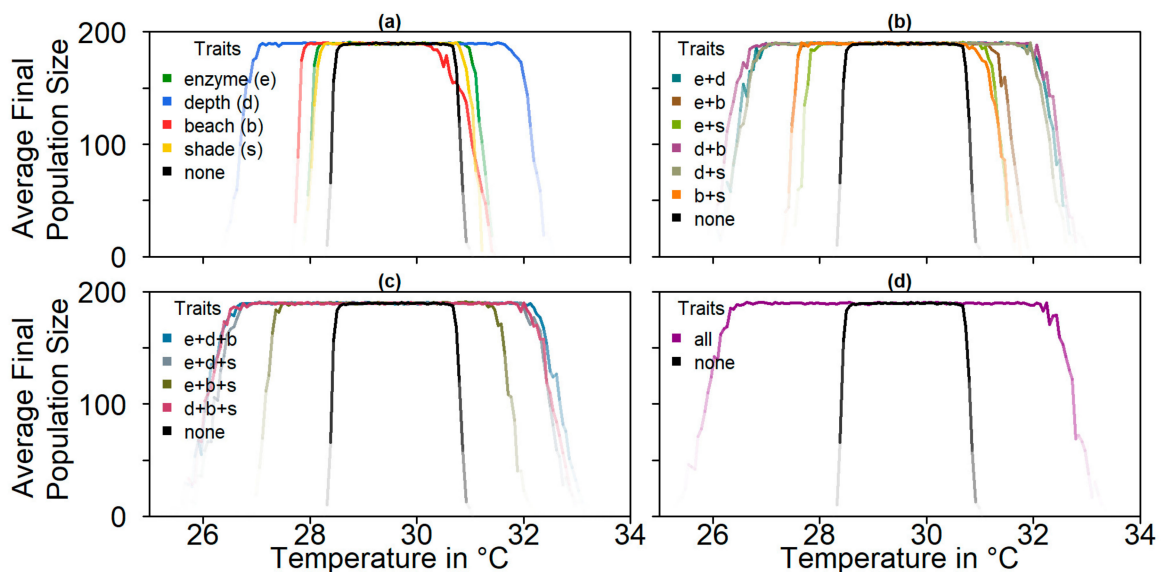 (a)
(b)
Average Final
Population Size
200
100
0
Traits
enzyme (e)
depth (d)
beach (b)
shade (s)
none
Traits
e+d
e+b
e+s
d+b
d+s
b+s
none
(c)
(d)
Average Final
Population Size
200
100
0
Traits
e+d+b
e+d+s
e+b+s
d+b+s
none
Traits
all
none
26 28 30 32 34
26 28 30 32 34
Temperature in °C
Temperature in °C